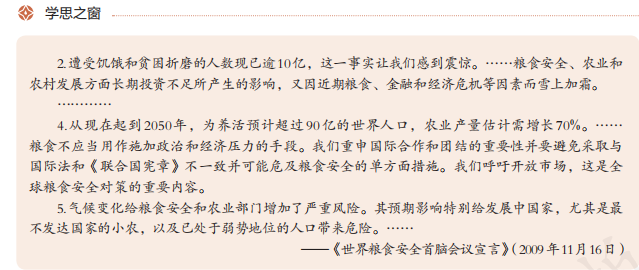 学思之窗
2.遭受饥饿和贫困折磨的人数现已逾10亿，这一事实让我们感到震惊。……粮食安全、农业和
农村发展方面长期投资不足所产生的影响，又因近期粮食、金融和经济危机等因素而雪上加霜。
…………
4.从现在起到2050年，为养活预计超过90亿的世界人口，农业产量估计需增长70%。……
粮食不应当用作施加政治和经济压力的手段。我们重申国际合作和团结的重要性并要避免采取与
国际法和《联合国宪章》不一致并可能危及粮食安全的单方面措施。我们呼吁开放市场，这是全
球粮食安全对策的重要内容。
5.气候变化给粮食安全和农业部门增加了严重风险。其预期影响特别给发展中国家，尤其是最
不发达国家的小农，以及已处于弱势地位的人口带来危险。……
——《世界粮食安全首脑会议宣言》（2009年11月16日）